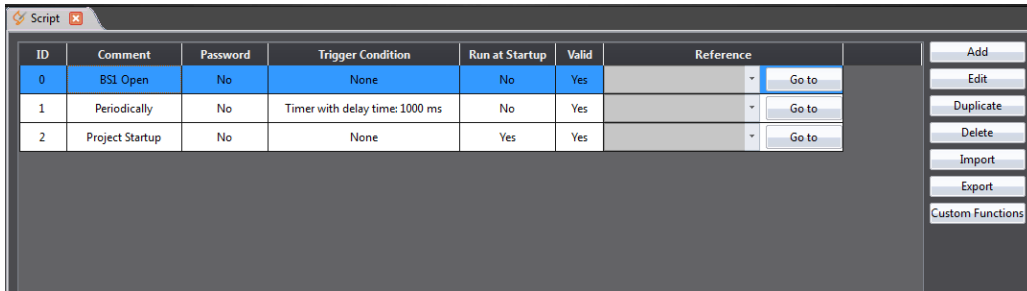 Script
ID Comment Password Trigger Condition Run at Startup Valid Reference
0 BS1 Open No None No Yes Go to
1 Periodically No Timer with delay time: 1000 ms No Yes Go to
2 Project Startup No None Yes Yes Go to
Add
Edit
Duplicate
Delete
Import
Export
Custom Functions